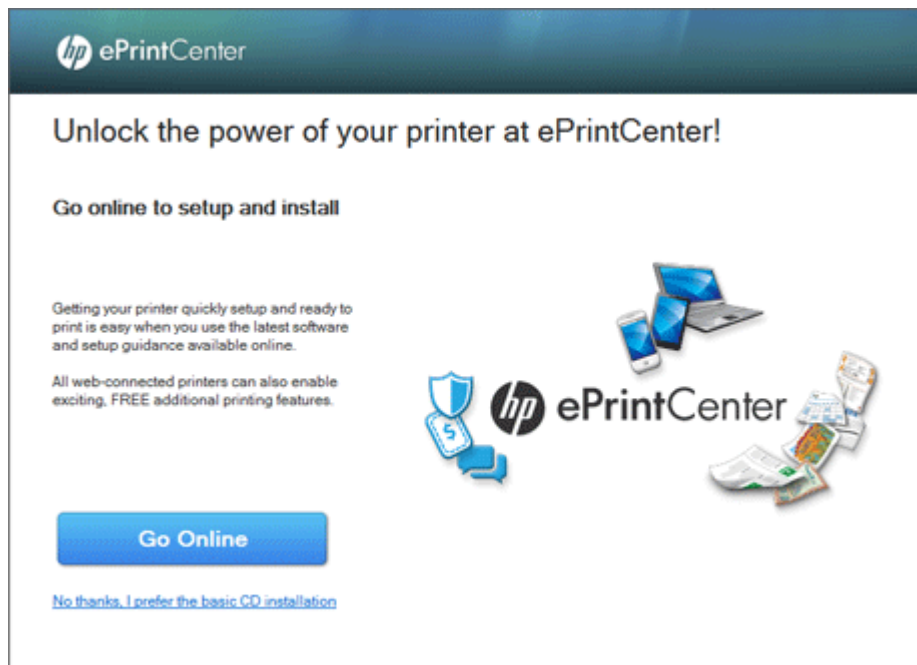 hp ePrintCenter
Unlock the power of your printer at ePrintCenter!
Go online to setup and install
Getting your printer quickly setup and ready to
print is easy when you use the latest software
and setup guidance available online.
All web-connected printers can also enable
exciting, FREE additional printing features.
$
hp ePrintCenter
Go Online
No thanks, I prefer the basic CD installation